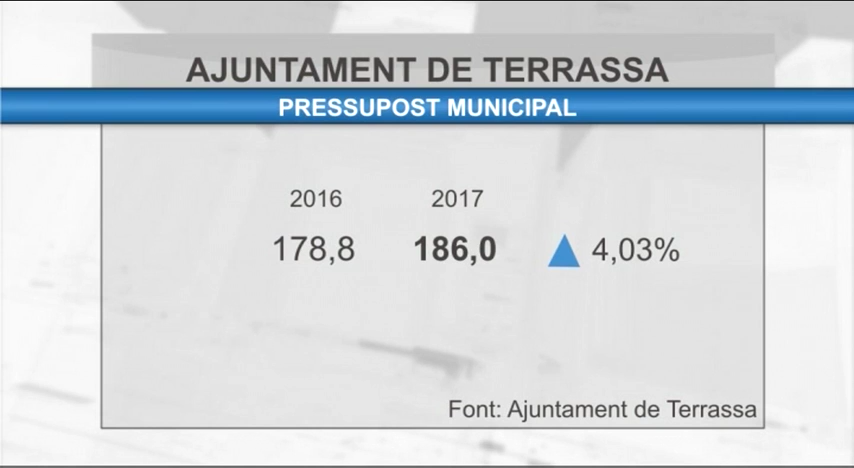 AJUNTAMENT DE TERRASSA
PRESSUPOST MUNICIPAL
2016 2017
178,8 186,0 4,03%
Font: Ajuntament de Terrassa